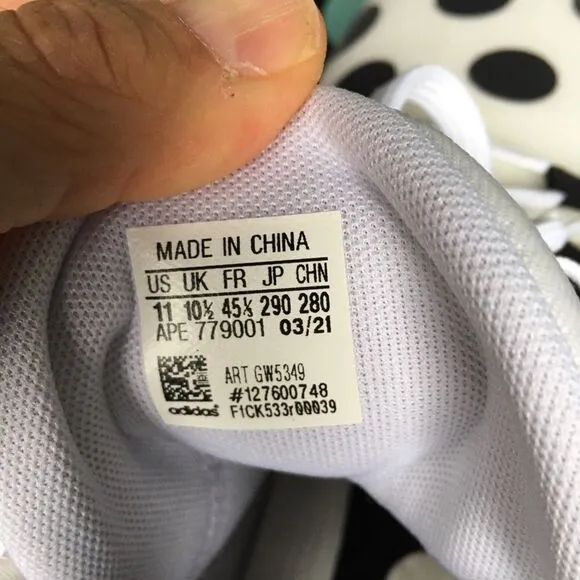 MADE IN CHINA
US UK FR JP CHN
11 10½ 45⅓ 290 280
APE 779001 03/21
ART GW5349
#127600748
adidas F1CK533r00039